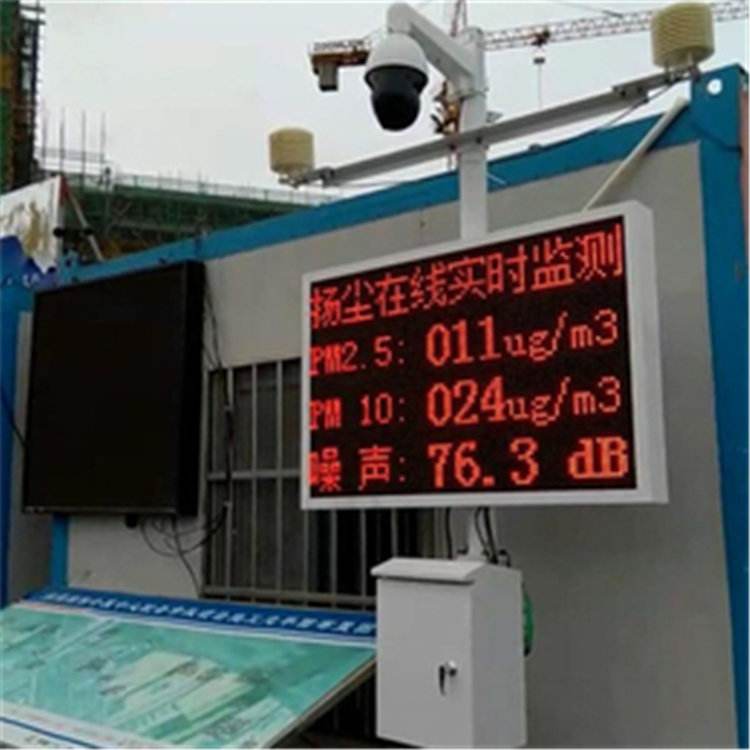 扬尘在线实时监测
PM2.5: 011ug/m3
PM 10: 024ug/m3
噪 声: 76.3 dB